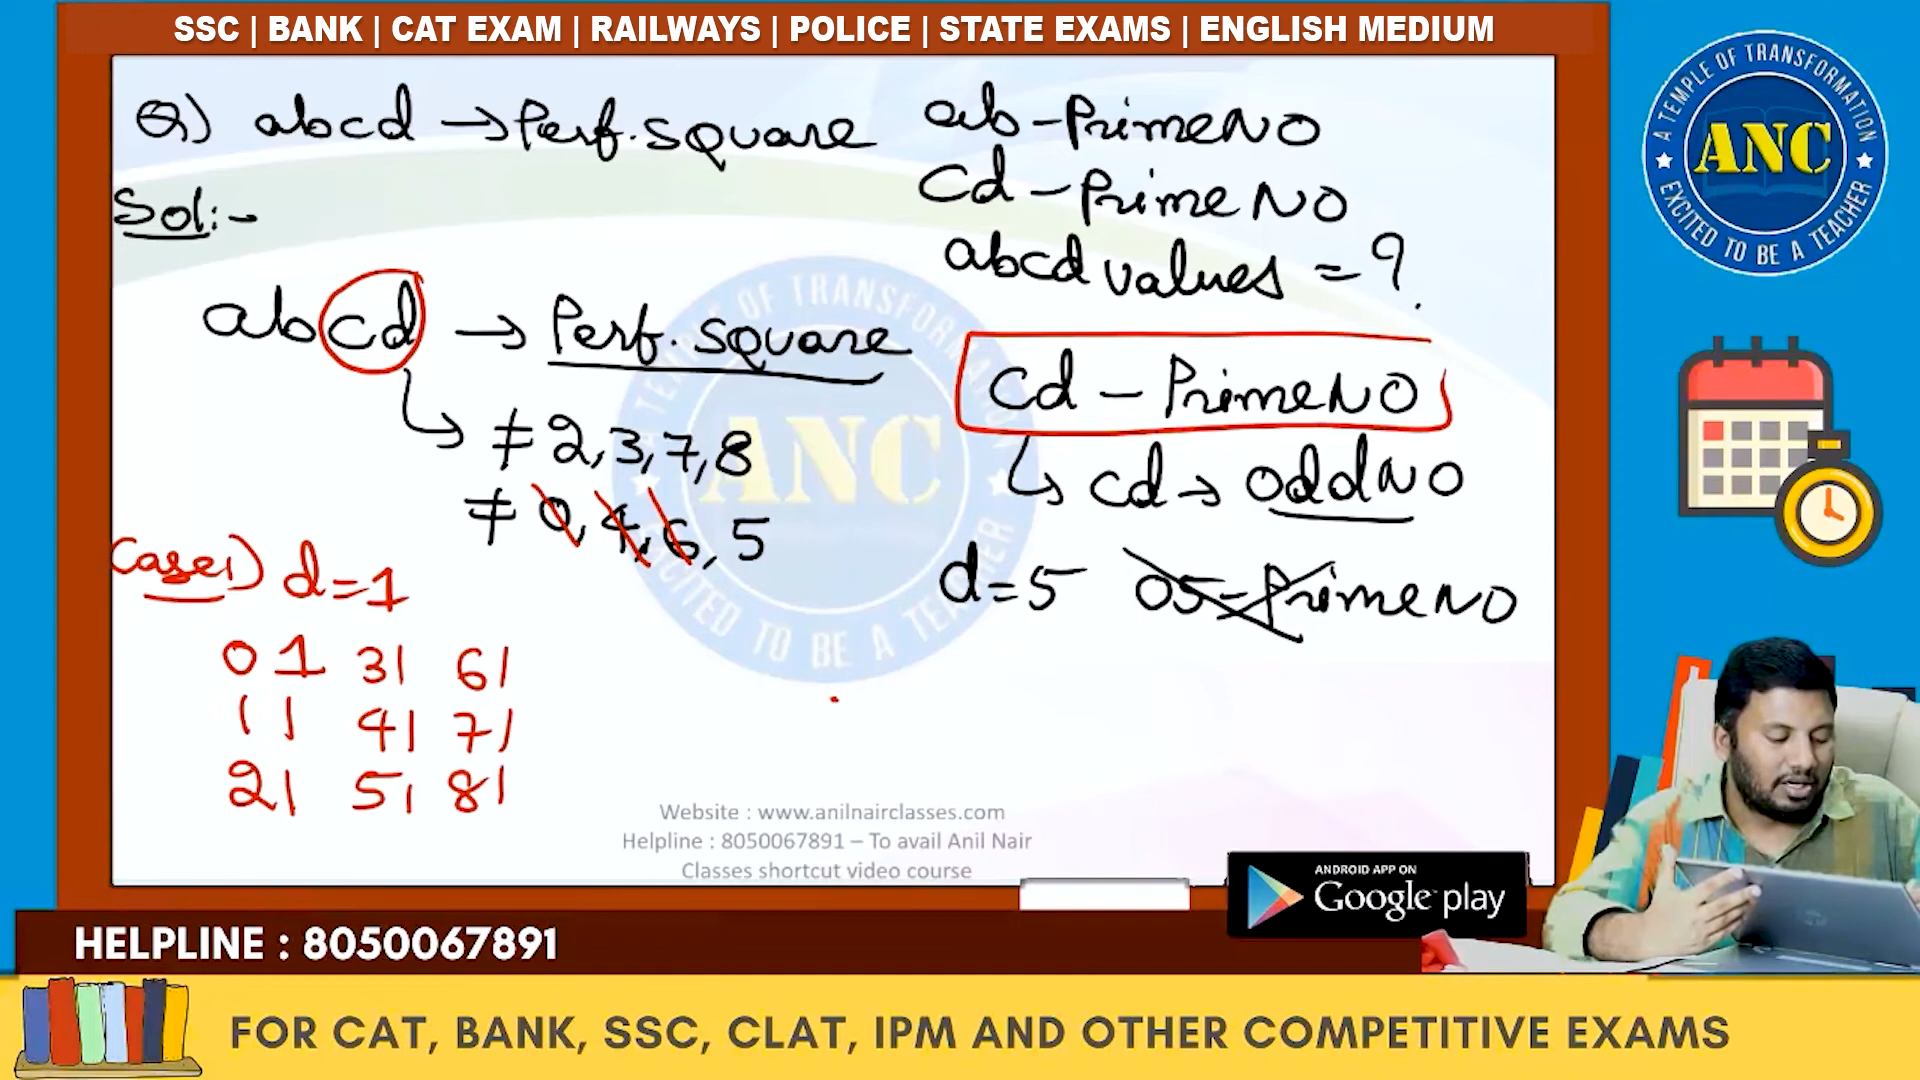 SSC | BANK | CAT EXAM | RAILWAYS | POLICE | STATE EXAMS | ENGLISH MEDIUM
Q) abcd → Perf. square
ab - Prime NO
cd - Prime NO
abcd values = ?
Sol:-
abcd → Perf. square
≠ 2, 3, 7, 8
≠ 0, 4, 6, 5
cd - Prime NO
cd → odd NO
d = 5 05 - Prime NO
Case 1) d = 1
01 31 61
11 41 71
21 51 81
A TEMPLE OF TRANSFORMATION
ANC
EXCITED TO BE A TEACHER
Website : www.anilnairclasses.com
Helpline : 8050067891 – To avail Anil Nair
Classes shortcut video course
ANDROID APP ON
Google play
HELPLINE : 8050067891
FOR CAT, BANK, SSC, CLAT, IPM AND OTHER COMPETITIVE EXAMS